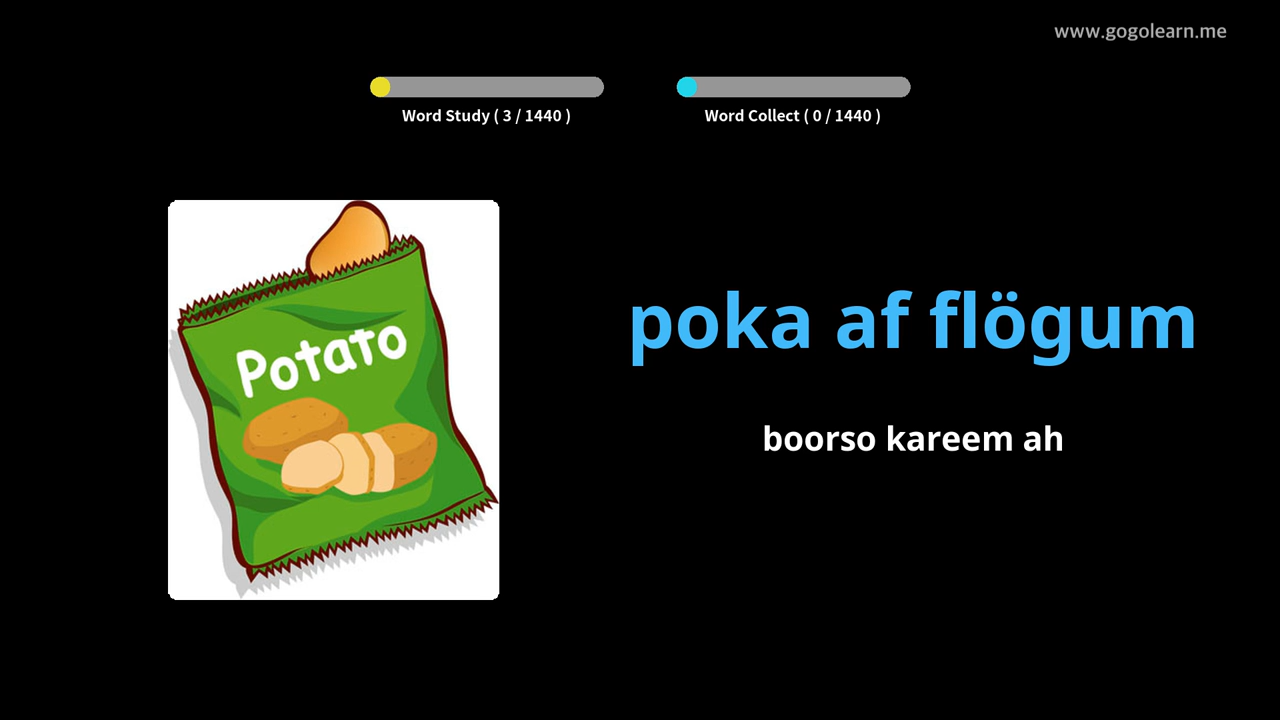 www.gogolearn.me
Word Study ( 3 / 1440 )
Word Collect ( 0 / 1440 )
Potato
poka af flögum
boorso kareem ah